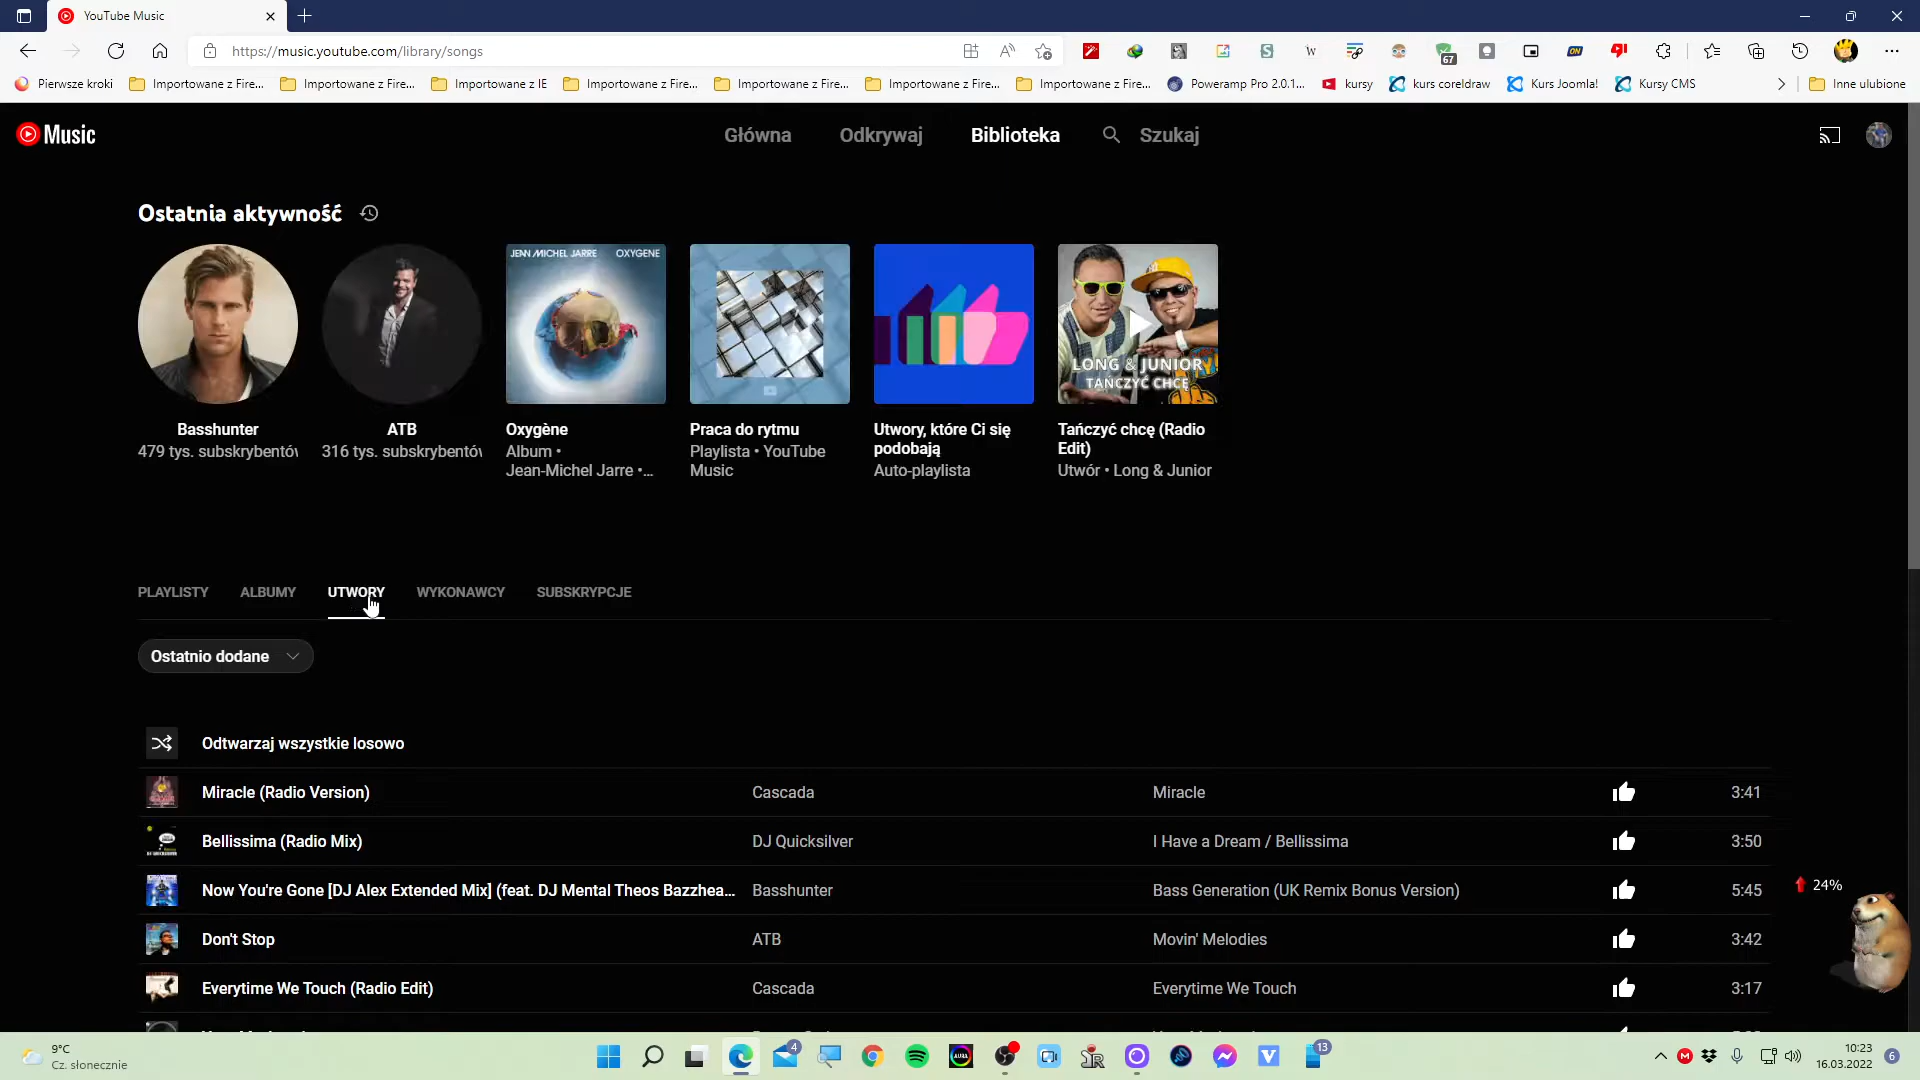 YouTube Music
https://music.youtube.com/library/songs
67
ON
Pierwsze kroki
Importowane z Fire...
Importowane z Fire...
Importowane z IE
Importowane z Fire...
Importowane z Fire...
Importowane z Fire...
Importowane z Fire...
Poweramp Pro 2.0.1...
kursy
kurs coreldraw
Kurs Joomla!
Kursy CMS
Inne ulubione
Music
Główna
Odkrywaj
Biblioteka
Szukaj
Ostatnia aktywność
JEAN MICHEL JARRE
OXYGENE
LONG & JUNIOR
TAŃCZYĆ CHCĘ
Basshunter
479 tys. subskrybentów
ATB
316 tys. subskrybentów
Oxygène
Album •
Jean-Michel Jarre •...
Praca do rytmu
Playlista • YouTube
Music
Utwory, które Ci się
podobają
Auto-playlista
Tańczyć chcę (Radio
Edit)
Utwór • Long & Junior
PLAYLISTY
ALBUMY
UTWORY
WYKONAWCY
SUBSKRYPCJE
Ostatnio dodane
Odtwarzaj wszystkie losowo
Miracle (Radio Version) Cascada Miracle 3:41
Bellissima (Radio Mix) DJ Quicksilver I Have a Dream / Bellissima 3:50
Now You're Gone [DJ Alex Extended Mix] (feat. DJ Mental Theos Bazzhea... Basshunter Bass Generation (UK Remix Bonus Version) 5:45
24%
Don't Stop ATB Movin' Melodies 3:42
Everytime We Touch (Radio Edit) Cascada Everytime We Touch 3:17
9°C
Cz. słonecznie
4
AURA
13
10:23
16.03.2022
6